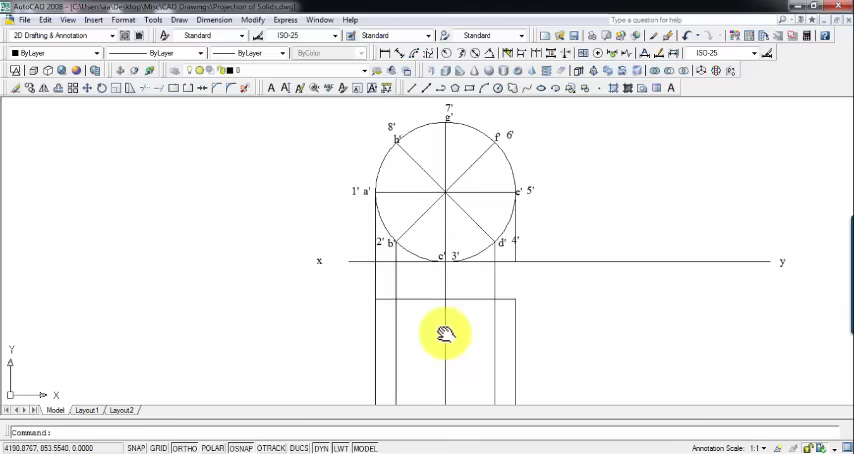 AutoCAD 2008 - [C:\Users\aa\Desktop\Misc\CAD Drawings\Projection of Solids.dwg]
File Edit View Insert Format Tools Draw Dimension Modify Express Window Help
Type a question for help
2D Drafting & Annotation Standard ISO-25 Standard Standard
ByLayer ByLayer ByLayer ByColor ISO-25
0
7'
g'
8' h' f' 6'
1' a' e' 5'
2' b' d' 4'
c' 3'
x y
Y
X
Model Layout1 Layout2
Command:
4190.8767, 853.5540, 0.0000 SNAP GRID ORTHO POLAR OSNAP OTRACK DUCS DYN LWT MODEL Annotation Scale: 1:1